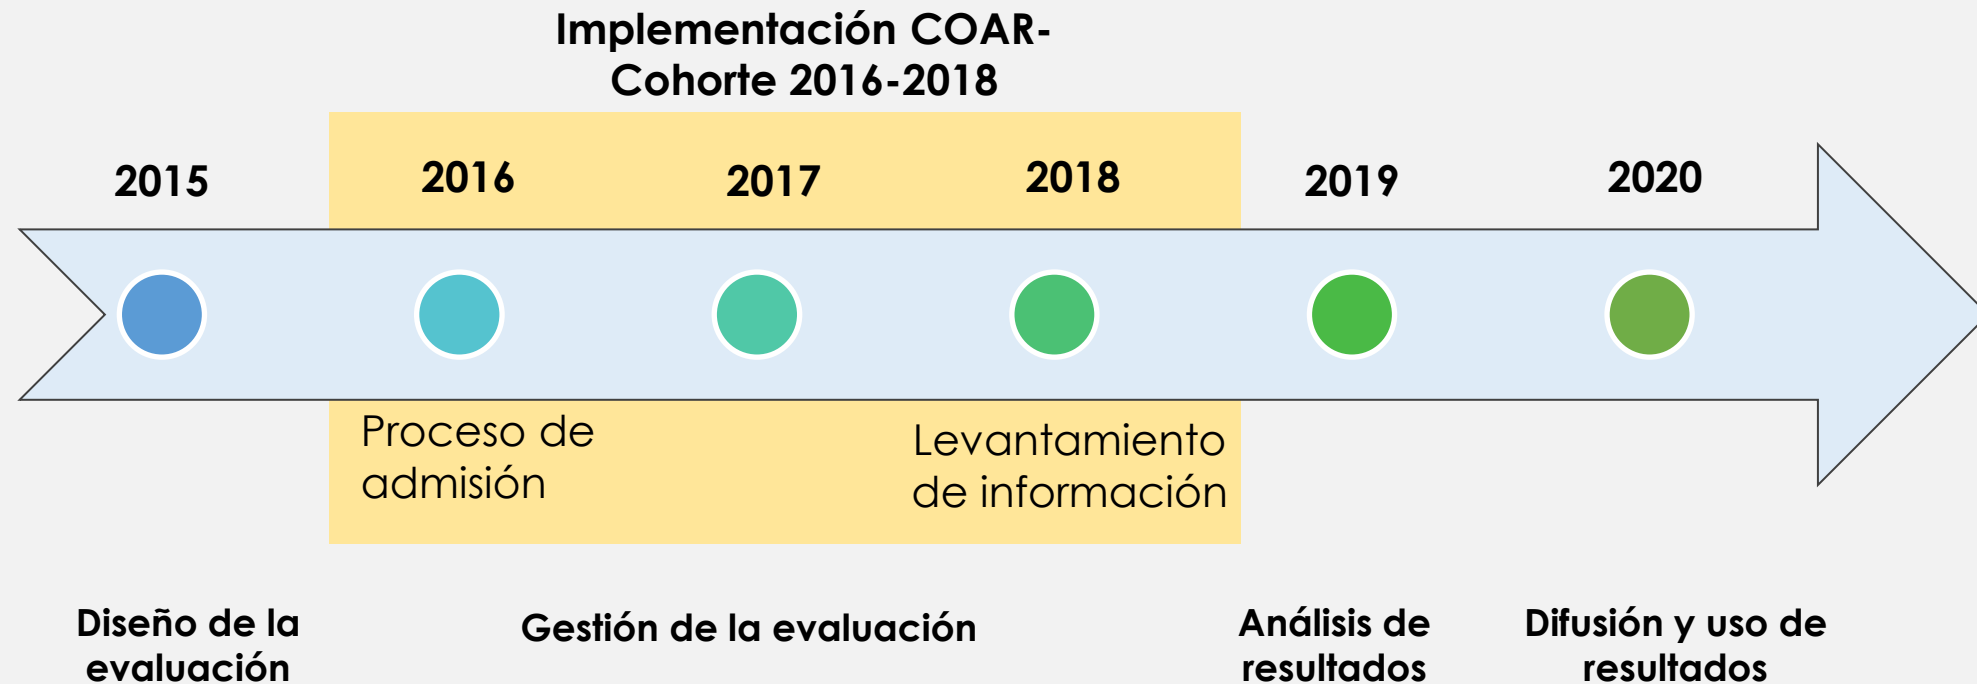 Implementación COAR-
Cohorte 2016-2018
2015
2016
2017
2018
2019
2020
Proceso de
admisión
Levantamiento
de información
Diseño de la
evaluación
Gestión de la evaluación
Análisis de
resultados
Difusión y uso de
resultados